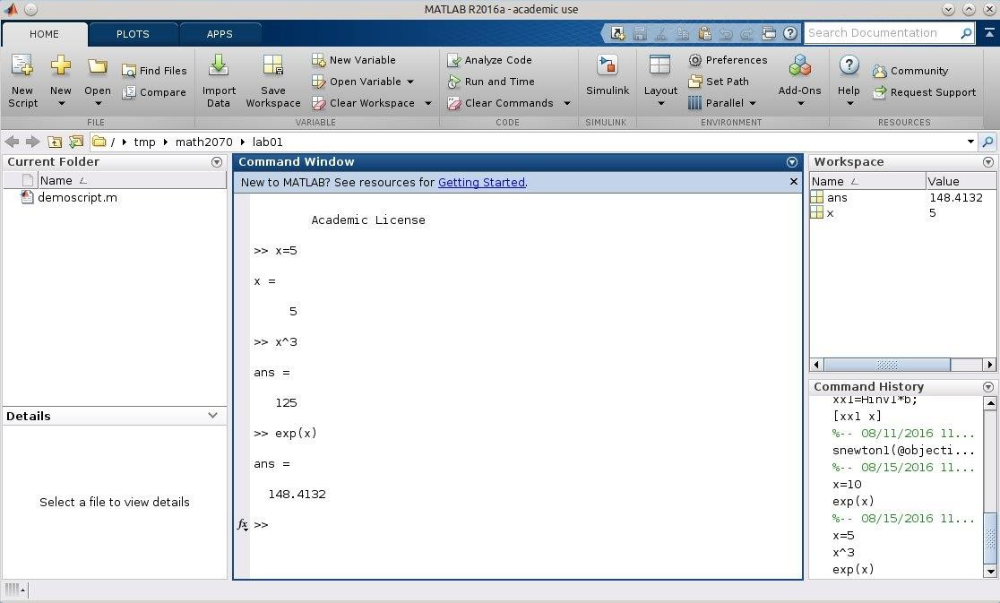 MATLAB R2016a - academic use
HOME PLOTS APPS
Search Documentation
New Script
New
Open
Find Files
Compare
FILE
Import Data
Save Workspace
New Variable
Open Variable
Clear Workspace
VARIABLE
Analyze Code
Run and Time
Clear Commands
CODE
Simulink
SIMULINK
Layout
Preferences
Set Path
Parallel
Add-Ons
ENVIRONMENT
Help
Community
Request Support
RESOURCES
/ tmp math2070 lab01
Current Folder
Name
demoscript.m
Details
Select a file to view details
Command Window
New to MATLAB? See resources for Getting Started.
Academic License
>> x=5
x =
5
>> x^3
ans =
125
>> exp(x)
ans =
148.4132
fx >>
Workspace
Name Value
ans 148.4132
x 5
Command History
xx1=Hinv1*b;
[xx1 x]
%-- 08/11/2016 11...
snewton1(@objecti...
%-- 08/15/2016 11...
x=10
exp(x)
%-- 08/15/2016 11...
x=5
x^3
exp(x)